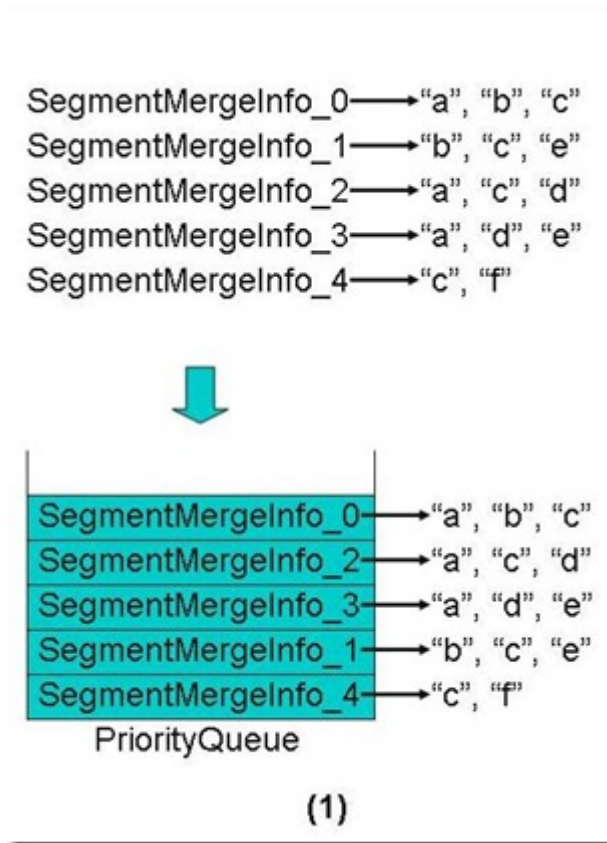 SegmentMergeInfo_0 “a”, “b”, “c”
SegmentMergeInfo_1 “b”, “c”, “e”
SegmentMergeInfo_2 “a”, “c”, “d”
SegmentMergeInfo_3 “a”, “d”, “e”
SegmentMergeInfo_4 “c”, “f”
SegmentMergeInfo_0 “a”, “b”, “c”
SegmentMergeInfo_2 “a”, “c”, “d”
SegmentMergeInfo_3 “a”, “d”, “e”
SegmentMergeInfo_1 “b”, “c”, “e”
SegmentMergeInfo_4 “c”, “f”
PriorityQueue
(1)